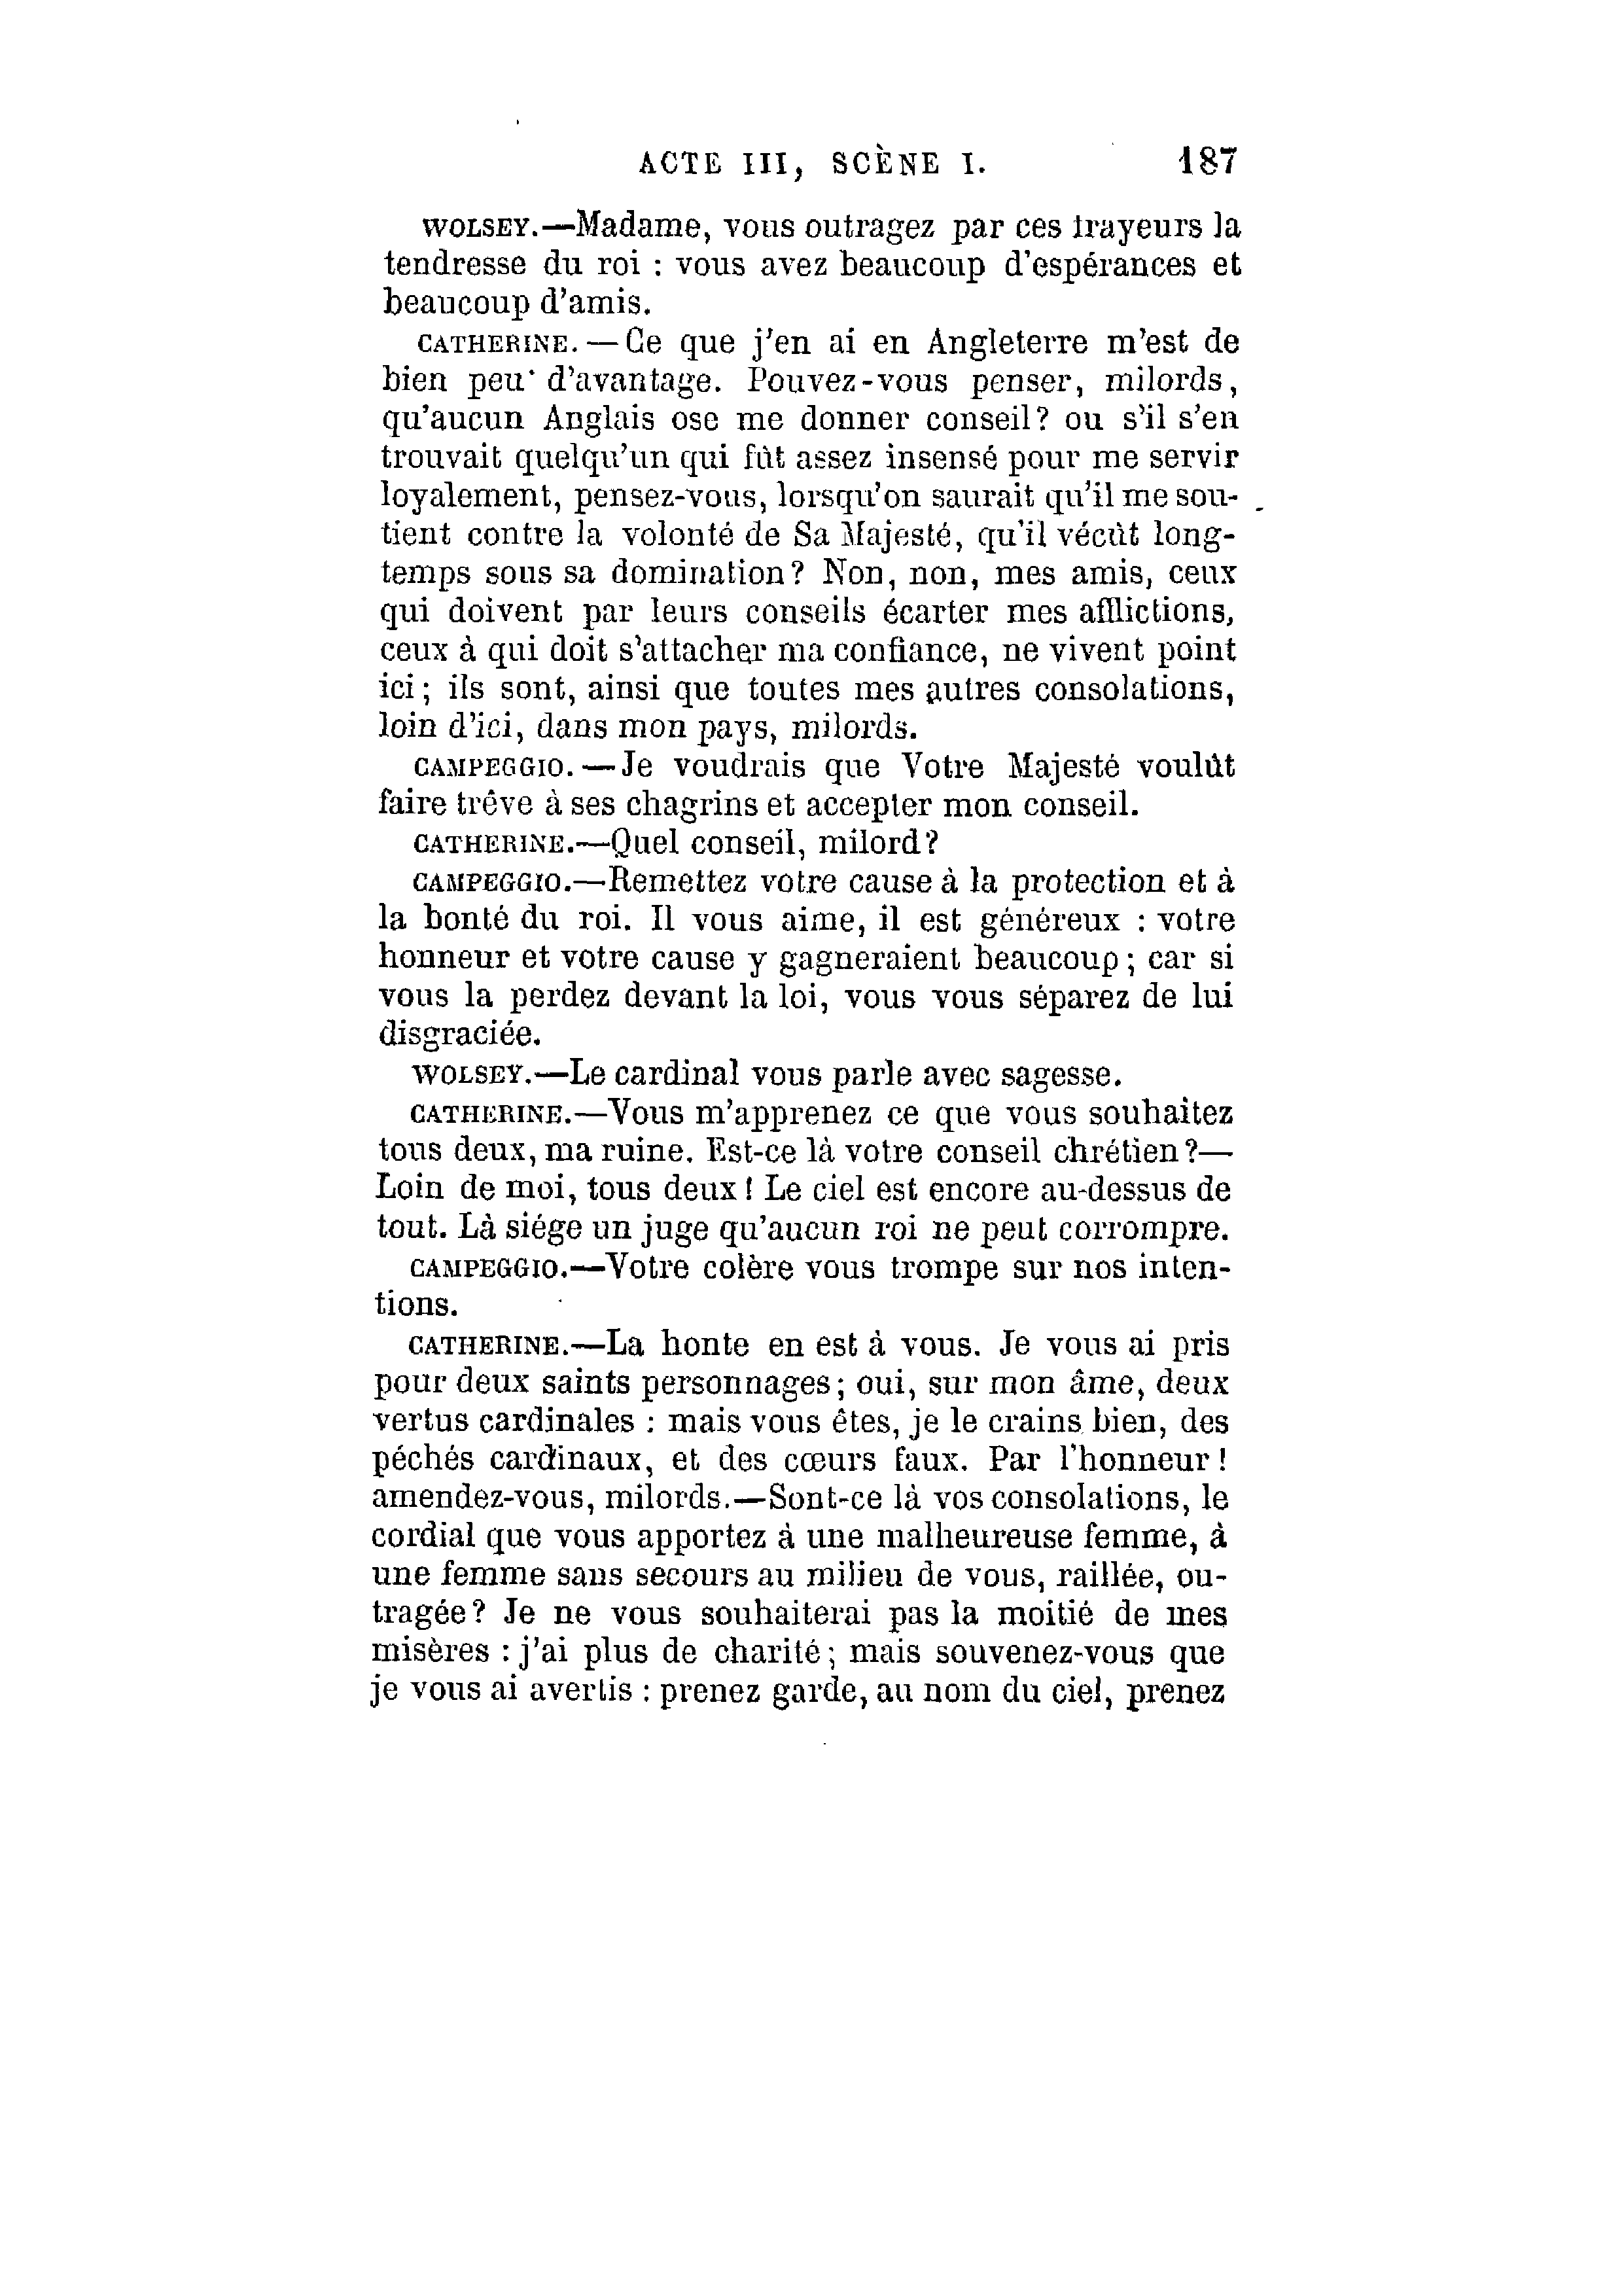 ACTE III, SCÈNE I. 187
WOLSEY.—Madame, vous outragez par ces frayeurs la
tendresse du roi : vous avez beaucoup d'espérances et
beaucoup d'amis.
CATHERINE. — Ce que j'en ai en Angleterre m'est de
bien peu d'avantage. Pouvez-vous penser, milords,
qu'aucun Anglais ose me donner conseil? ou s'il s'en
trouvait quelqu'un qui fût assez insensé pour me servir
loyalement, pensez-vous, lorsqu'on saurait qu'il me sou-
tient contre la volonté de Sa Majesté, qu'il vécût long-
temps sous sa domination? Non, non, mes amis, ceux
qui doivent par leurs conseils écarter mes afflictions,
ceux à qui doit s'attacher ma confiance, ne vivent point
ici ; ils sont, ainsi que toutes mes autres consolations,
loin d'ici, dans mon pays, milords.
CAMPEGGIO. — Je voudrais que Votre Majesté voulût
faire trêve à ses chagrins et accepter mon conseil.
CATHERINE.—Quel conseil, milord?
CAMPEGGIO.—Remettez votre cause à la protection et à
la bonté du roi. Il vous aime, il est généreux : votre
honneur et votre cause y gagneraient beaucoup ; car si
vous la perdez devant la loi, vous vous séparez de lui
disgraciée.
WOLSEY.—Le cardinal vous parle avec sagesse.
CATHERINE.—Vous m'apprenez ce que vous souhaitez
tous deux, ma ruine. Est-ce là votre conseil chrétien?—
Loin de moi, tous deux! Le ciel est encore au-dessus de
tout. Là siége un juge qu'aucun roi ne peut corrompre.
CAMPEGGIO.—Votre colère vous trompe sur nos inten-
tions.
CATHERINE.—La honte en est à vous. Je vous ai pris
pour deux saints personnages ; oui, sur mon âme, deux
vertus cardinales : mais vous êtes, je le crains bien, des
péchés cardinaux, et des cœurs faux. Par l'honneur!
amendez-vous, milords.—Sont-ce là vos consolations, le
cordial que vous apportez à une malheureuse femme, à
une femme sans secours au milieu de vous, raillée, ou-
tragée? Je ne vous souhaiterai pas la moitié de mes
misères : j'ai plus de charité ; mais souvenez-vous que
je vous ai avertis : prenez garde, au nom du ciel, prenez